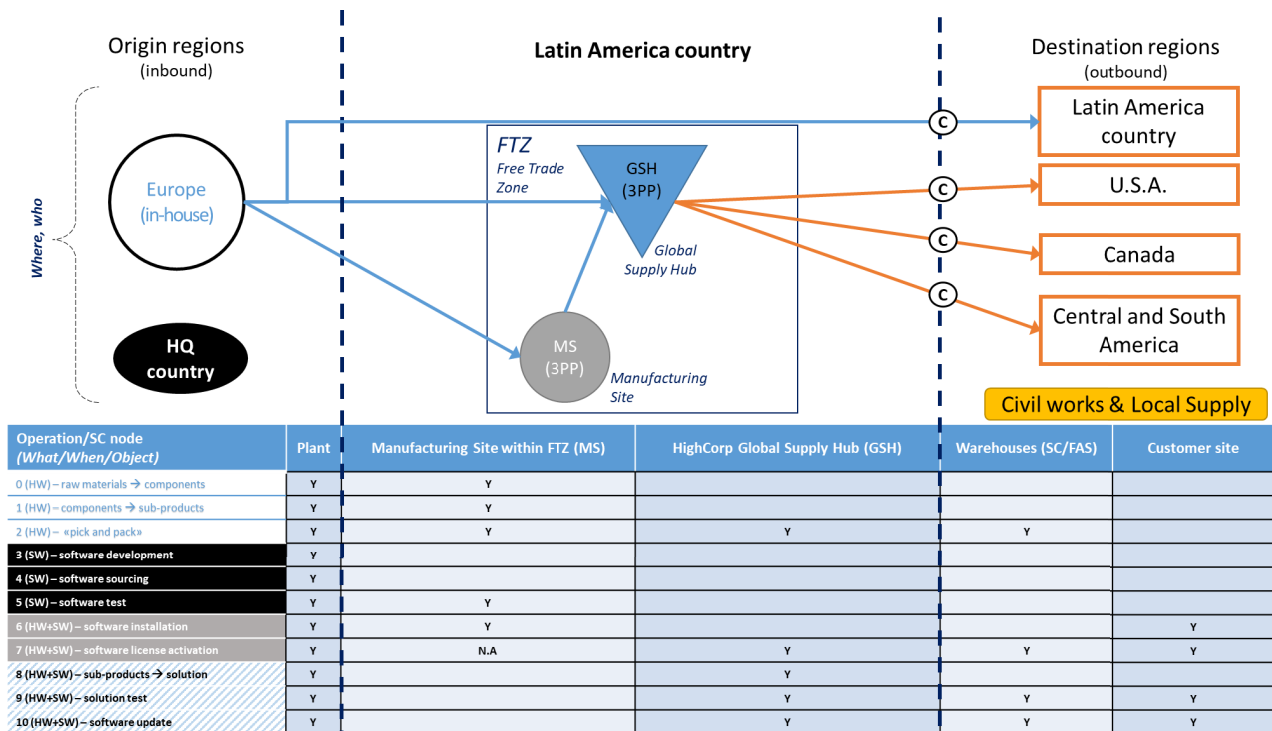 Origin regions
(inbound)
Latin America country
Destination regions
(outbound)
Where, who
Europe
(in-house)
HQ
country
FTZ
Free Trade
Zone
GSH
(3PP)
Global
Supply Hub
MS
(3PP)
Manufacturing
Site
C
C
C
C
Latin America
country
U.S.A.
Canada
Central and South
America
Civil works & Local Supply
Operation/SC node
(What/When/Object)
Plant
Manufacturing Site within FTZ (MS)
HighCorp Global Supply Hub (GSH)
Warehouses (SC/FAS)
Customer site
0 (HW) – raw materials → components Y Y
1 (HW) – components → sub-products Y Y
2 (HW) – «pick and pack» Y Y Y Y
3 (SW) – software development Y
4 (SW) – software sourcing Y
5 (SW) – software test Y Y
6 (HW+SW) – software installation Y Y Y
7 (HW+SW) – software license activation Y N.A Y Y Y
8 (HW+SW) – sub-products → solution Y Y
9 (HW+SW) – solution test Y Y Y Y
10 (HW+SW) – software update Y Y Y Y